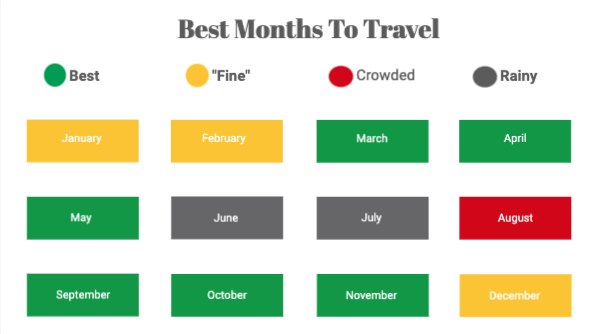 Best Months To Travel
Best "Fine" Crowded Rainy
January February March April
May June July August
September October November December